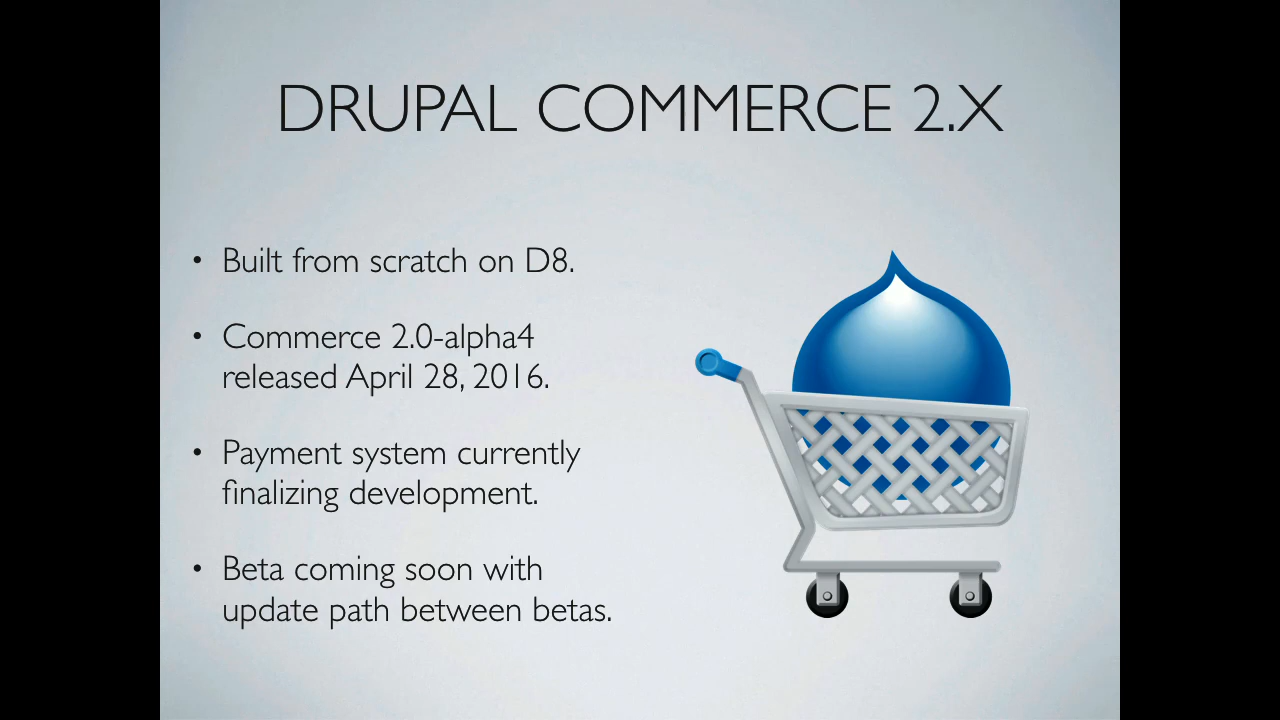 DRUPAL COMMERCE 2.X
• Built from scratch on D8.
• Commerce 2.0-alpha4
released April 28, 2016.
• Payment system currently
finalizing development.
• Beta coming soon with
update path between betas.